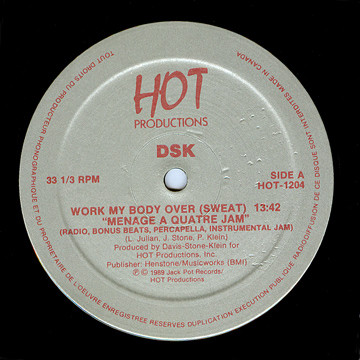 HOT
PRODUCTIONS
DSK
33 1/3 RPM
SIDE A
HOT-1204
WORK MY BODY OVER (SWEAT) 13:42
"MENAGE A QUATRE JAM"
(RADIO, BONUS BEATS, PERCAPELLA, INSTRUMENTAL JAM)
(L. Julian, J. Stone, P. Klein)
Produced by Davis-Stone-Klein for
HOT Productions, Inc.
Publisher: Henstone/Musicworks (BMI)
℗ © 1989 Jack Pot Records/
HOT Productions
TOUT DROITS DU PRODUCTEUR PHONOGRAPHIQUE ET DU PROPRIETAIRE DE L'OEUVRE ENREGISTREE RESERVES DUPLICATION EXECUTION PUBLIQUE RADIODIFFUSION DE CE DISQUE SONT INTERDITES MADE IN CANADA